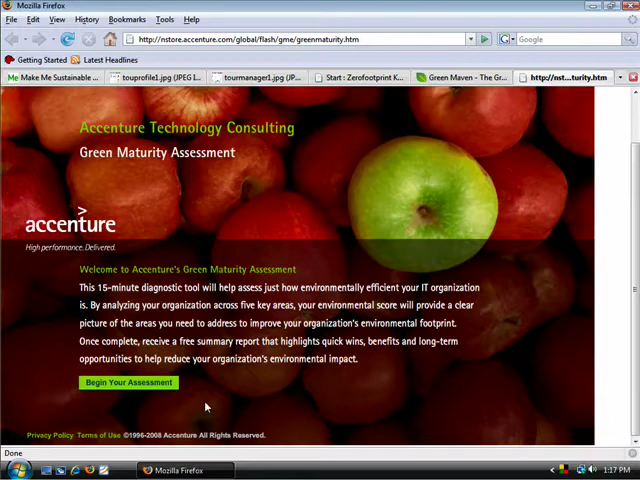 Mozilla Firefox
File Edit View History Bookmarks Tools Help
http://nstore.accenture.com/global/flash/gme/greenmaturity.htm
Google
Getting Started Latest Headlines
Make Me Sustainable ... touprofile1.jpg (JPEG I... tourmanager1.jpg (JP... Start : Zerofootprint K... Green Maven - The Gr... http://nst...turity.htm
Accenture Technology Consulting
Green Maturity Assessment
accenture
High performance. Delivered.
Welcome to Accenture's Green Maturity Assessment
This 15-minute diagnostic tool will help assess just how environmentally efficient your IT organization
is. By analyzing your organization across five key areas, your environmental score will provide a clear
picture of the areas you need to address to improve your organization's environmental footprint.
Once complete, receive a free summary report that highlights quick wins, benefits and long-term
opportunities to help reduce your organization's environmental impact.
Begin Your Assessment
Privacy Policy Terms of Use ©1996-2008 Accenture All Rights Reserved.
Done
Mozilla Firefox
1:17 PM